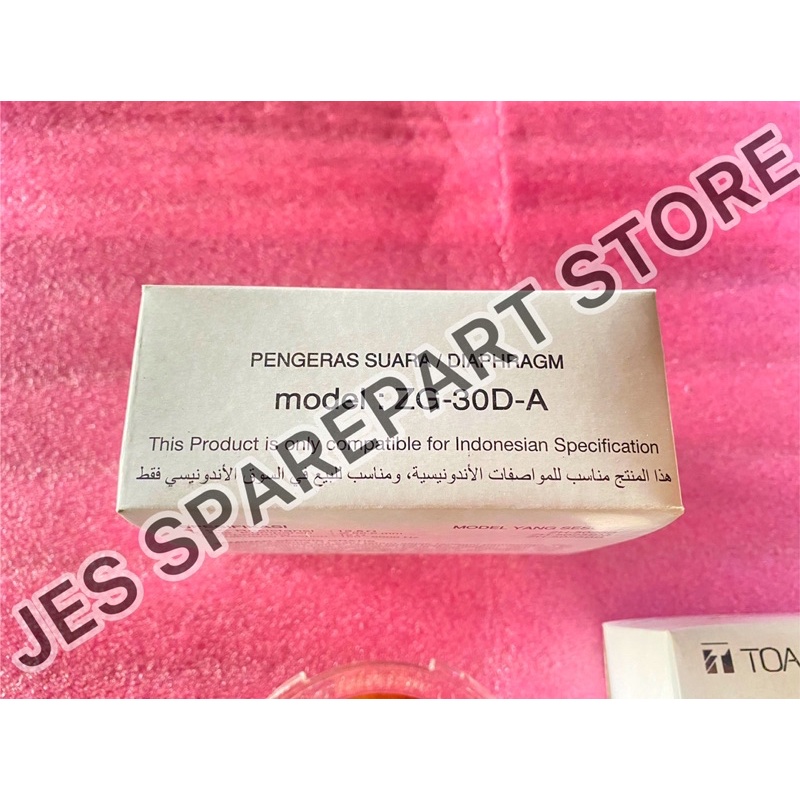 PENGERAS SUARA / DIAPHRAGM
model : ZG-30D-A
This Product is only compatible for Indonesian Specification
هذا المنتج مناسب للمواصفات الأندونيسية، ومناسب للبيع في السوق الأندونيسي فقط
MODEL YANG
TOA
JES SPAREPART STORE